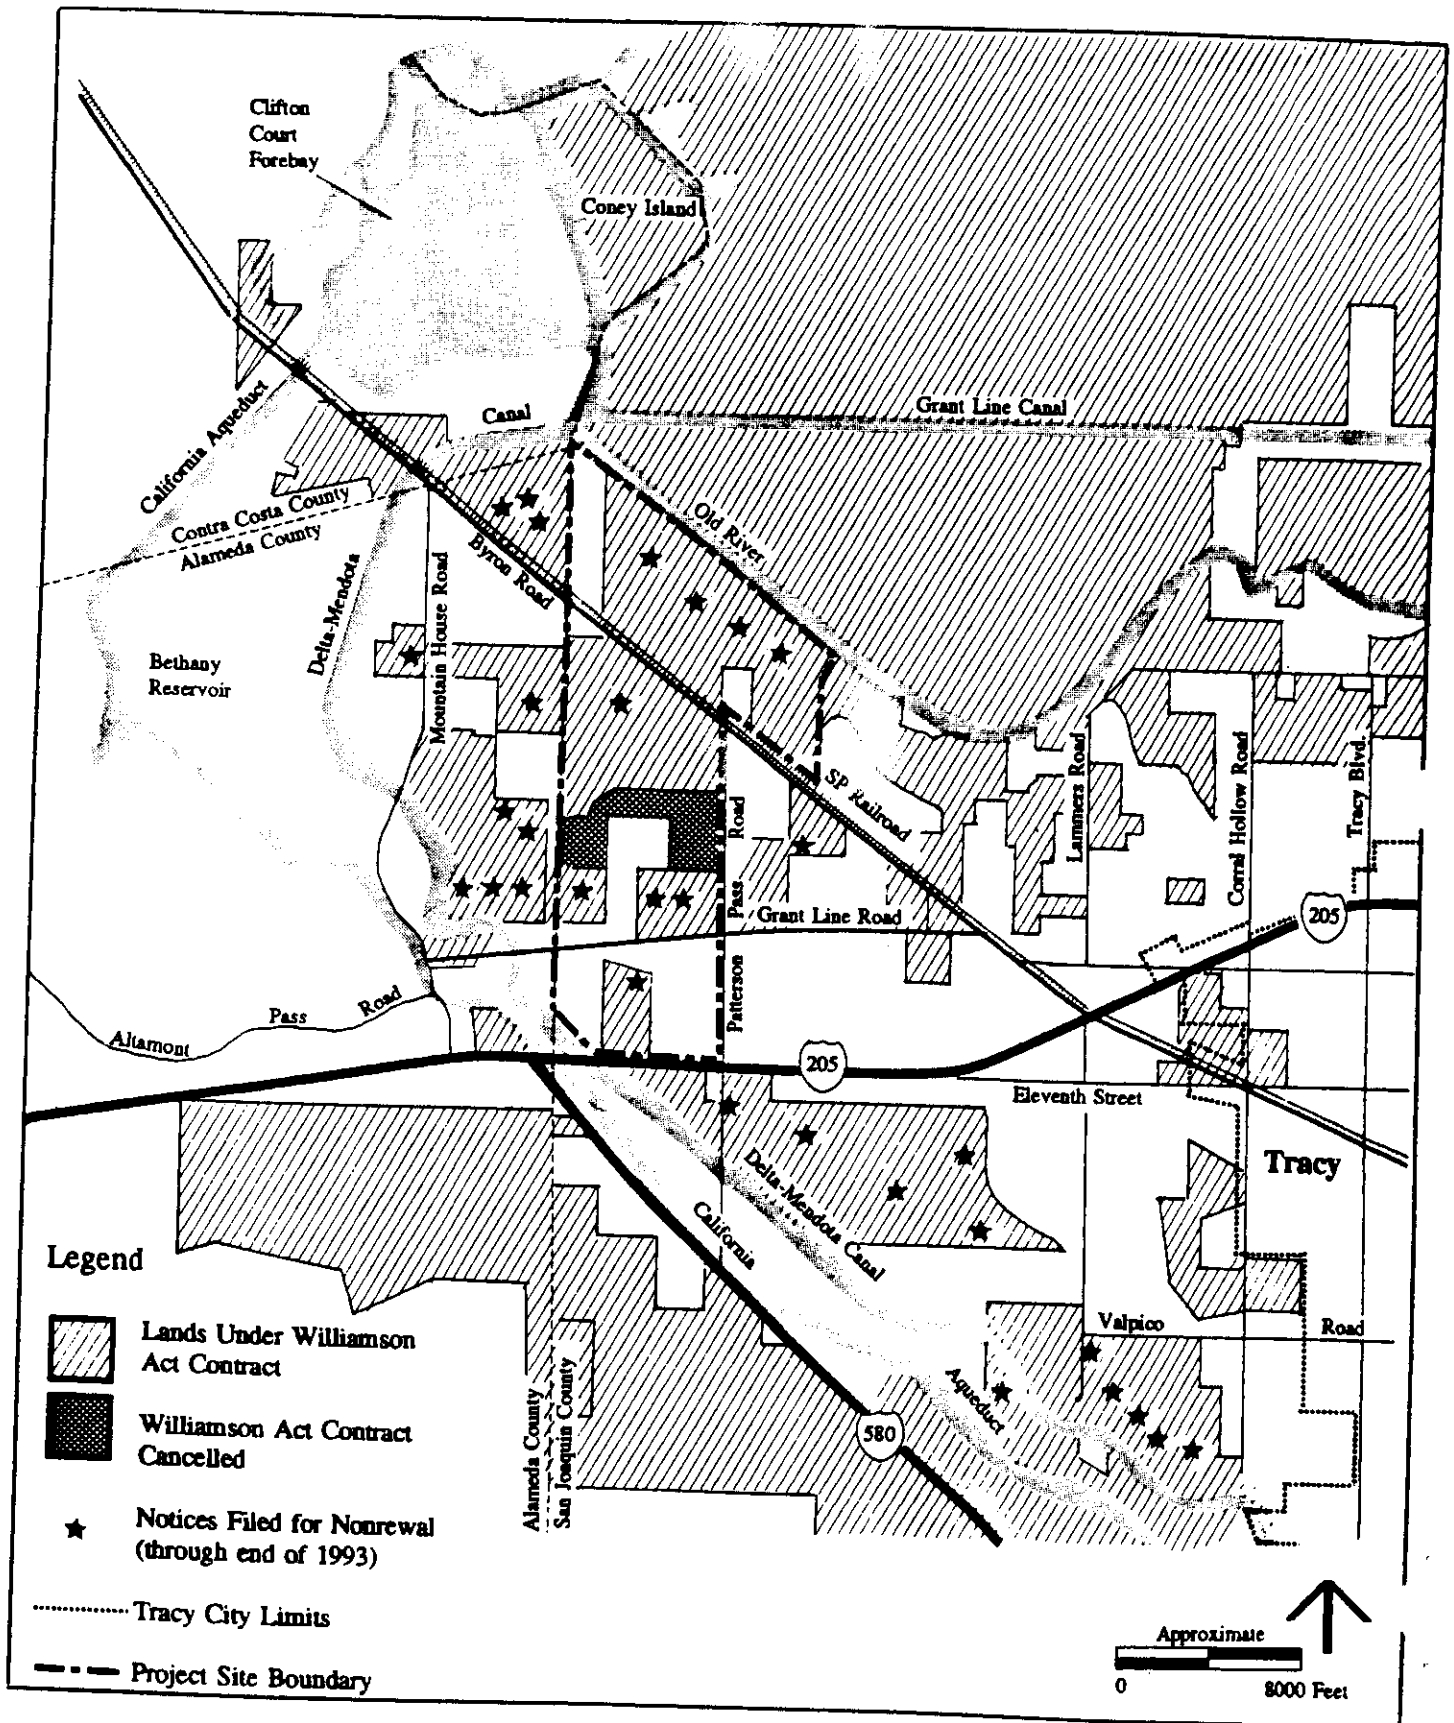 Clifton
Court
Forebay
Coney Island
California Aqueduct
Canal
Grant Line Canal
Contra Costa County
Alameda County
Old River
Byron Road
Delta-Mendota
Mountain House Road
Bethany
Reservoir
SP Railroad
Lammers Road
Corral Hollow Road
Tracy Blvd.
Patterson Pass Road
Grant Line Road
205
Altamont Pass Road
205
Eleventh Street
Tracy
Delta-Mendota Canal
California
Aqueduct
Valpico Road
580
Alameda County
San Joaquin County
Legend
Lands Under Williamson
Act Contract
Williamson Act Contract
Cancelled
Notices Filed for Nonrewal
(through end of 1993)
Tracy City Limits
Project Site Boundary
Approximate
0 8000 Feet